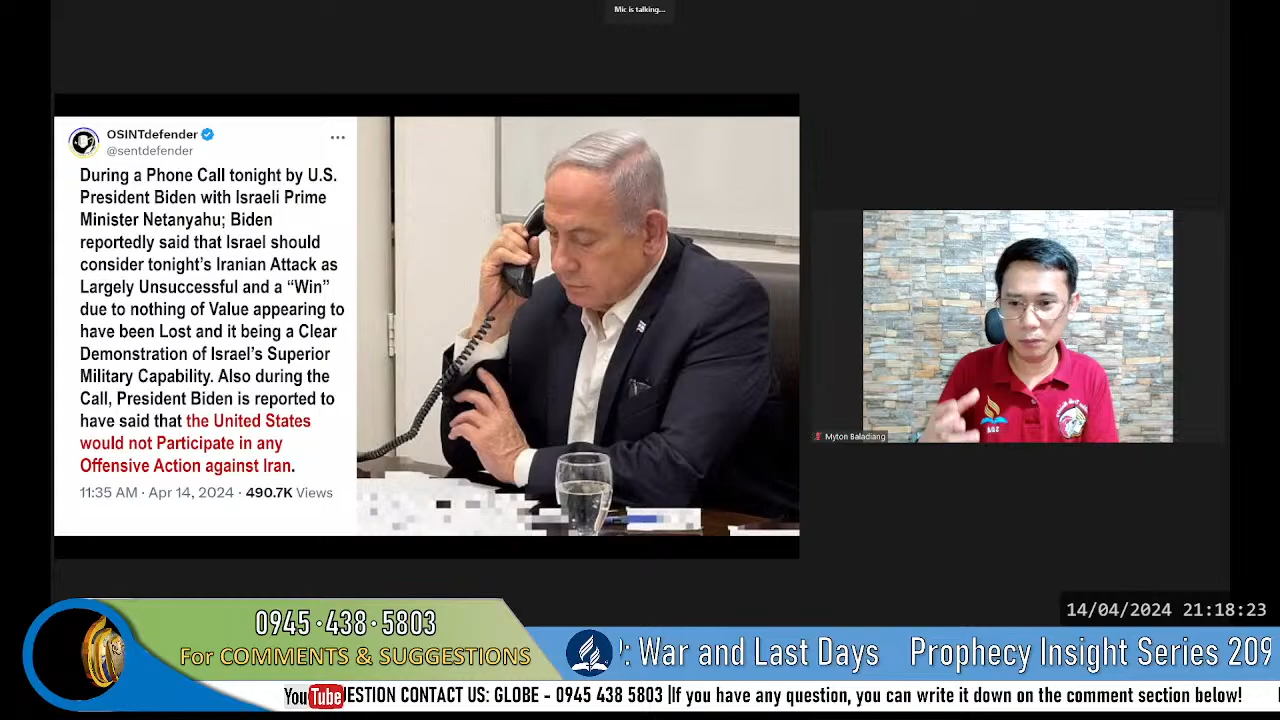 Mic is talking...
OSINTdefender
@sentdefender
During a Phone Call tonight by U.S.
President Biden with Israeli Prime
Minister Netanyahu; Biden
reportedly said that Israel should
consider tonight's Iranian Attack as
Largely Unsuccessful and a “Win”
due to nothing of Value appearing to
have been Lost and it being a Clear
Demonstration of Israel's Superior
Military Capability. Also during the
Call, President Biden is reported to
have said that the United States
would not Participate in any
Offensive Action against Iran.
11:35 AM · Apr 14, 2024 · 490.7K Views
Myton Baladiang
14/04/2024 21:18:23
0945·438·5803
For COMMENTS & SUGGESTIONS
: War and Last Days Prophecy Insight Series 209
YouTube
ESTION CONTACT US: GLOBE - 0945 438 5803 |If you have any question, you can write it down on the comment section below!